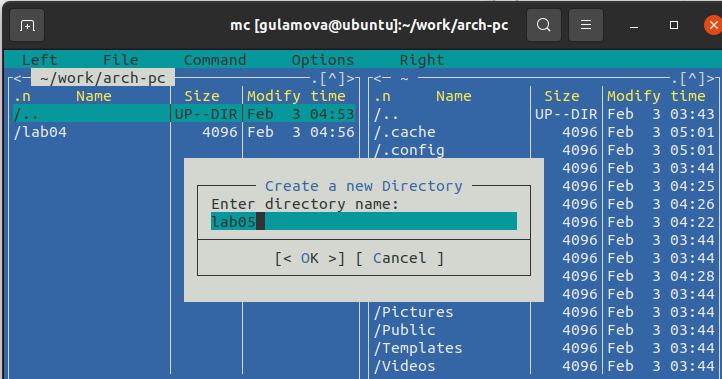 mc [gulamova@ubuntu]:~/work/arch-pc
Left File Command Options Right
<─ ~/work/arch-pc ─.[^]> <─ ~ ─.[^]>
.n Name Size Modify time .n Name Size Modify time
/.. UP--DIR Feb 3 04:53 /.. UP--DIR Feb 3 03:43
/lab04 4096 Feb 3 04:56 /.cache 4096 Feb 3 05:01
/.config 4096 Feb 3 05:01
4096 Feb 3 03:44
Create a new Directory 4096 Feb 3 04:25
Enter directory name: 4096 Feb 3 04:26
lab05 4096 Feb 3 04:22
4096 Feb 3 03:44
[< OK >] [ Cancel ] 4096 Feb 3 03:44
4096 Feb 3 04:28
4096 Feb 3 03:44
/Pictures 4096 Feb 3 03:44
/Public 4096 Feb 3 03:44
/Templates 4096 Feb 3 03:44
/Videos 4096 Feb 3 03:44